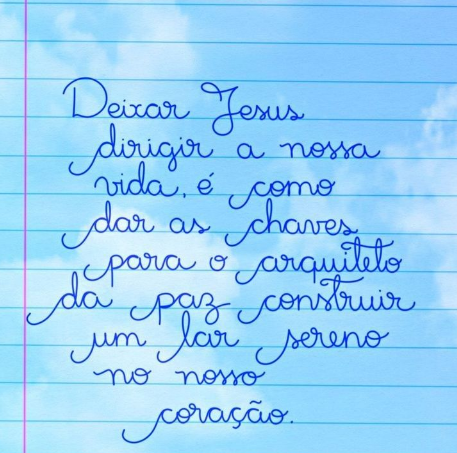 Deixar Jesus
dirigir a nossa
vida, é como
dar as chaves
para o arquiteto
da paz construir
um lar sereno
no nosso
coração.